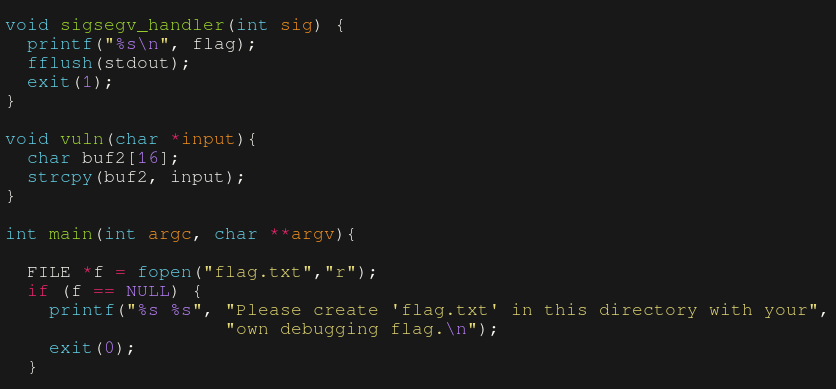 void sigsegv_handler(int sig) {
  printf("%s\n", flag);
  fflush(stdout);
  exit(1);
}
void vuln(char *input){
  char buf2[16];
  strcpy(buf2, input);
}
int main(int argc, char **argv){
  FILE *f = fopen("flag.txt","r");
  if (f == NULL) {
    printf("%s %s", "Please create 'flag.txt' in this directory with your",
                    "own debugging flag.\n");
    exit(0);
  }